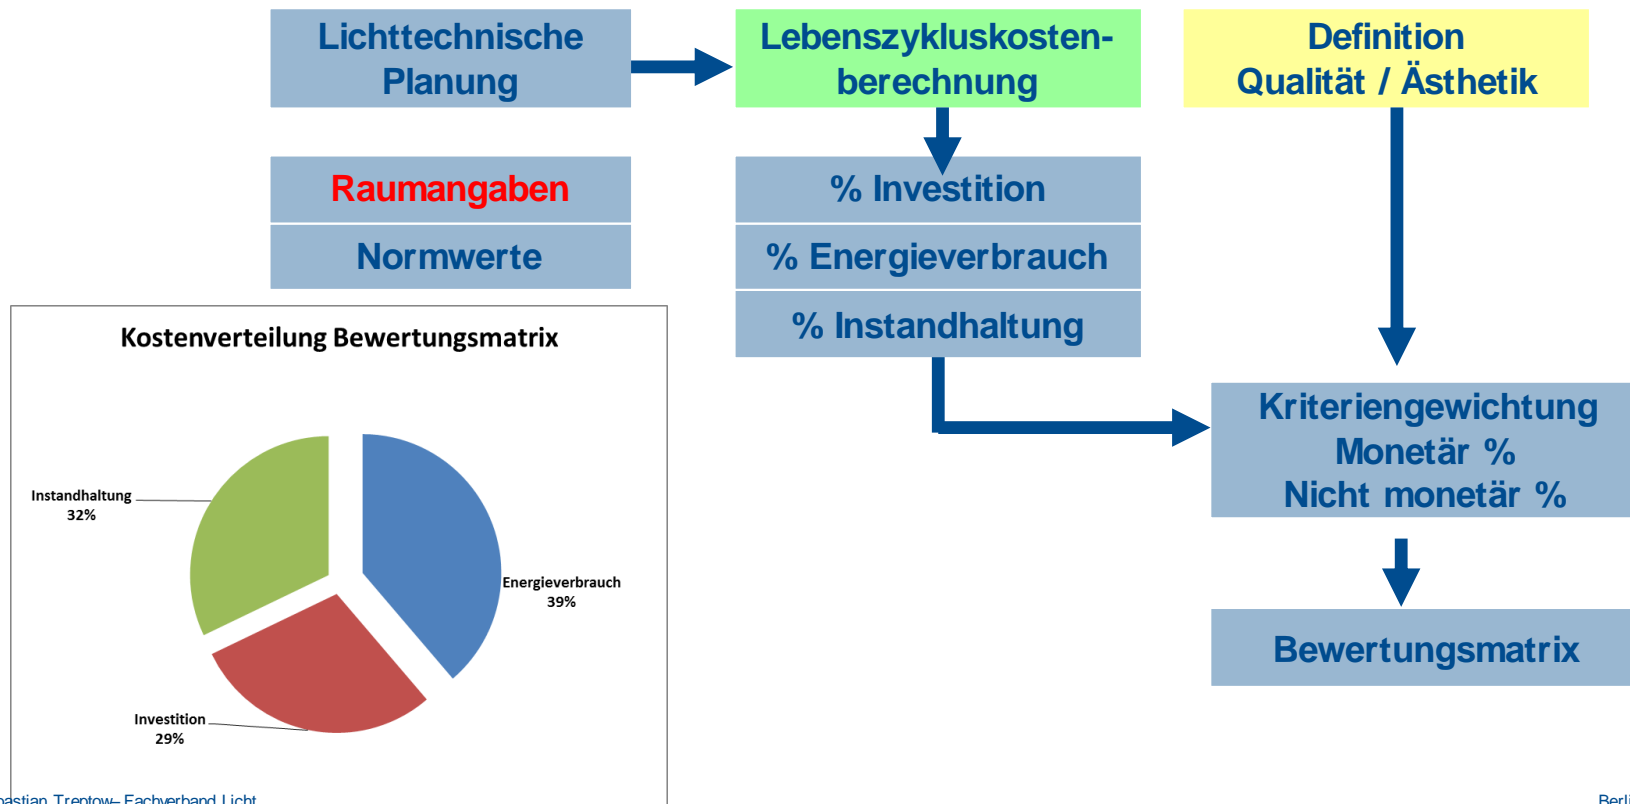 Lichttechnische
Planung
Lebenszykluskosten-
berechnung
Definition
Qualität / Ästhetik
Raumangaben
Normwerte
% Investition
% Energieverbrauch
% Instandhaltung
Kostenverteilung Bewertungsmatrix
Instandhaltung
32%
Energieverbrauch
39%
Investition
29%
Kriteriengewichtung
Monetär %
Nicht monetär %
Bewertungsmatrix
Treptow– Fachverband Licht